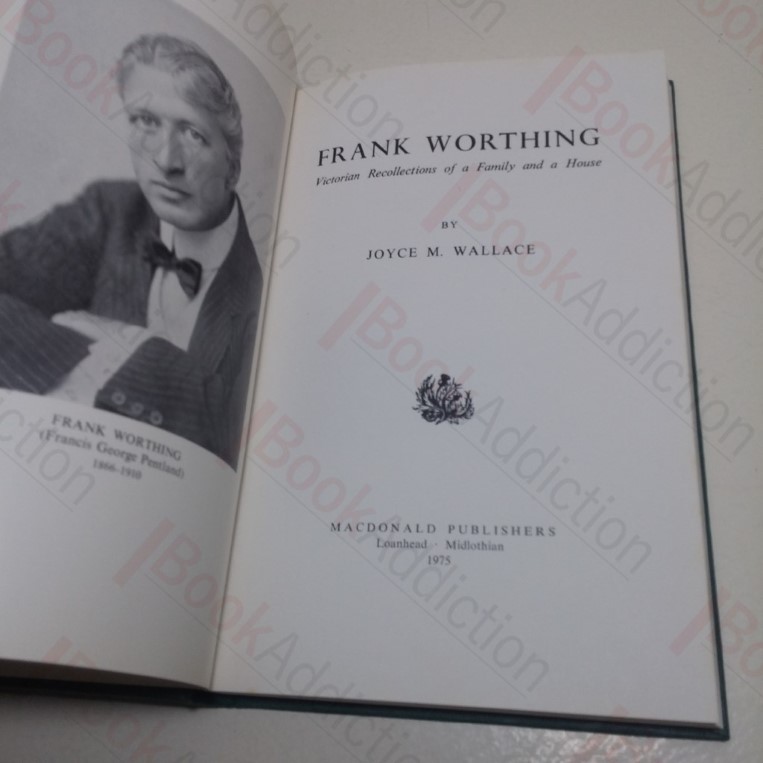 FRANK WORTHING
(Francis George Pentland)
1866-1910
FRANK WORTHING
Victorian Recollections of a Family and a House
BY
JOYCE M. WALLACE
MACDONALD PUBLISHERS
Loanhead · Midlothian
1975
BookAddiction